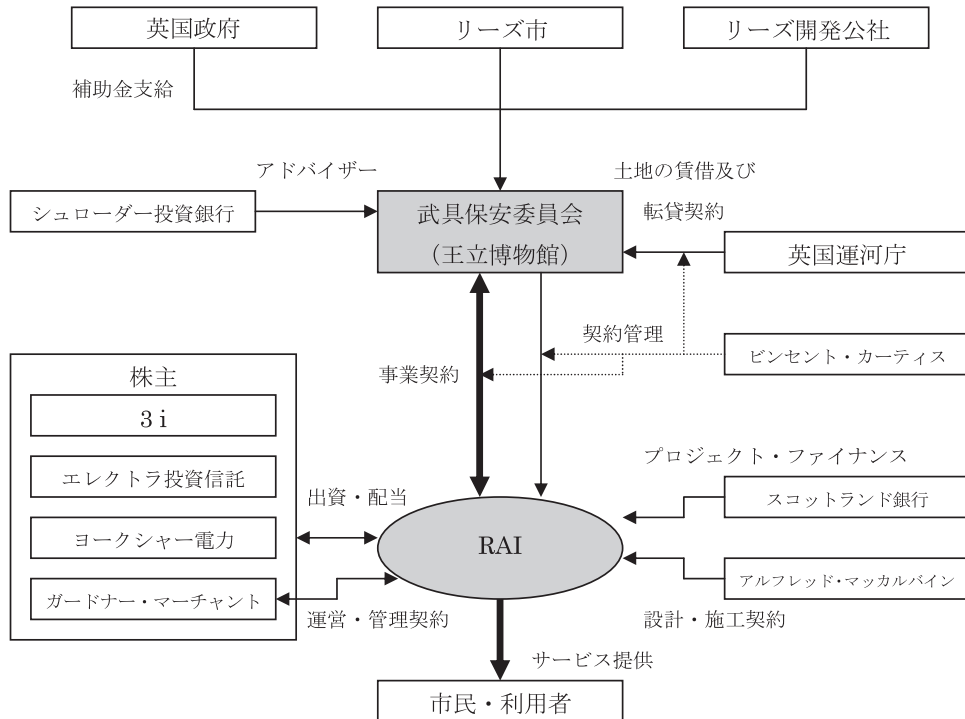 英国政府
リーズ市
リーズ開発公社
補助金支給
アドバイザー
土地の賃借及び
転貸契約
シュローダー投資銀行
武具保安委員会
（王立博物館）
英国運河庁
契約管理
ビンセント・カーティス
事業契約
株主
3 i
エレクトラ投資信託
ヨークシャー電力
ガードナー・マーチャント
出資・配当
プロジェクト・ファイナンス
スコットランド銀行
RAI
アルフレッド・マッカルバイン
運営・管理契約
設計・施工契約
サービス提供
市民・利用者